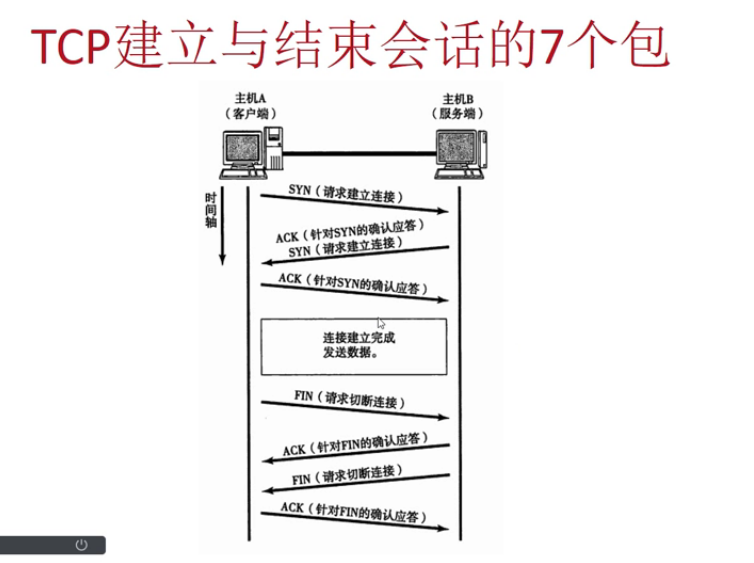 TCP建立与结束会话的7个包
主机A
（客户端）
主机B
（服务端）
时间轴
SYN（请求建立连接）
ACK（针对SYN的确认应答）
SYN（请求建立连接）
ACK（针对SYN的确认应答）
连接建立完成
发送数据。
FIN（请求切断连接）
ACK（针对FIN的确认应答）
FIN（请求切断连接）
ACK（针对FIN的确认应答）